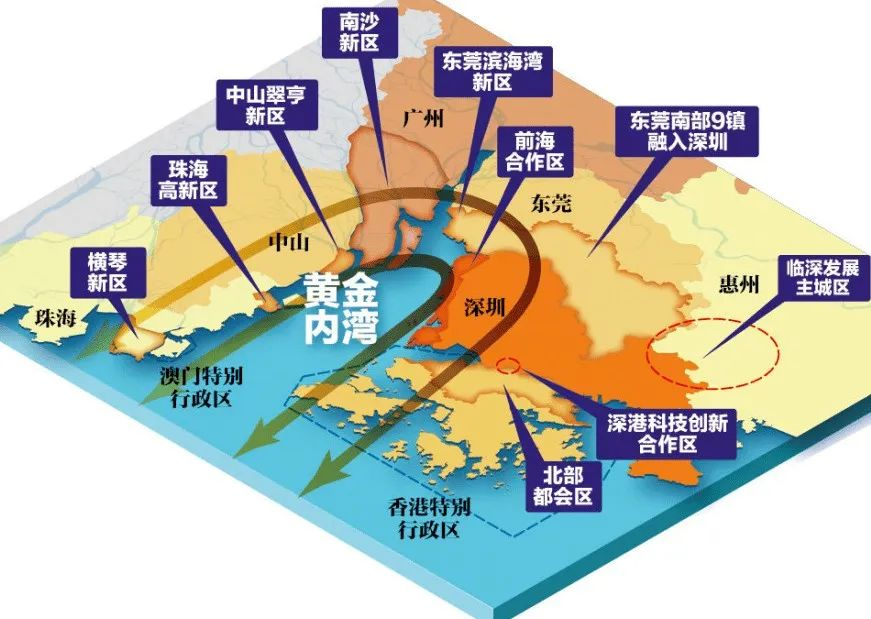 南沙
新区
东莞滨海湾
新区
中山翠亨
新区
广州
前海
合作区
东莞南部9镇
融入深圳
珠海
高新区
东莞
中山
横琴
新区
黄金
内湾
惠州
临深发展
主城区
珠海
深圳
澳门特别
行政区
深港科技创新
合作区
北部
都会区
香港特别
行政区